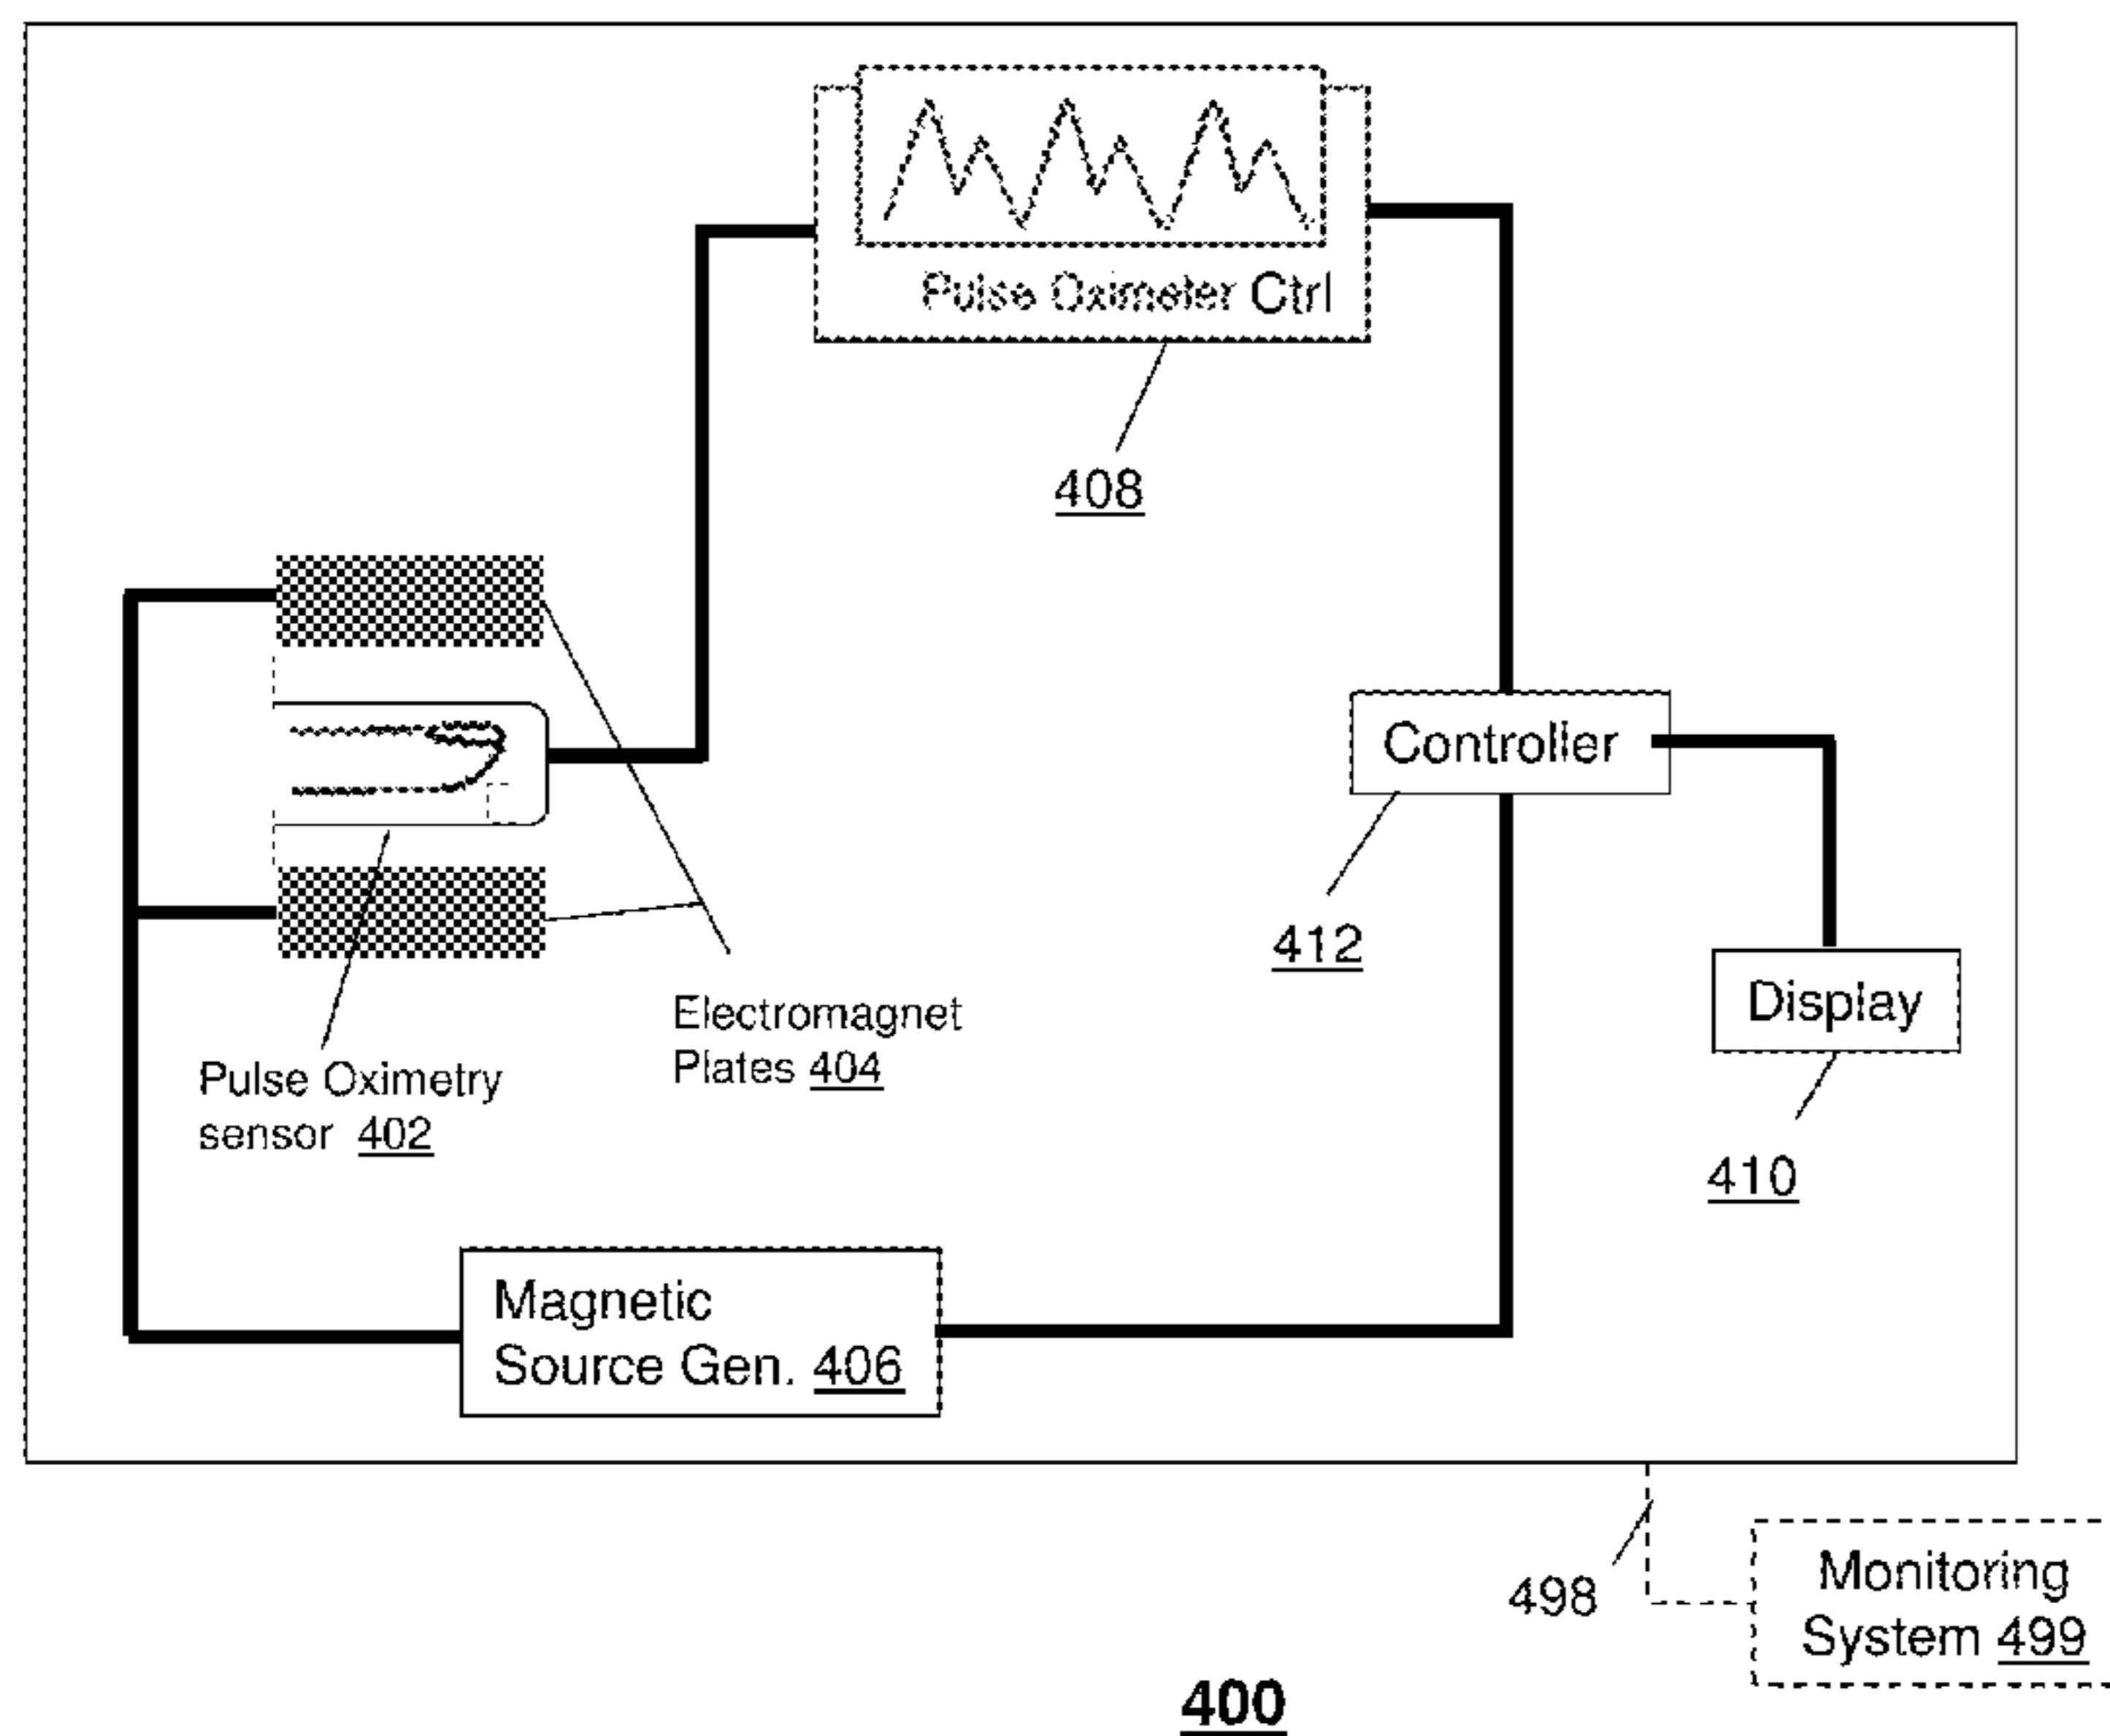 Pulse Oximeter Ctrl
408
Controller
412
Display
410
Electromagnet
Plates 404
Pulse Oximetry
sensor 402
Magnetic
Source Gen. 406
498
Monitoring
System 499
400